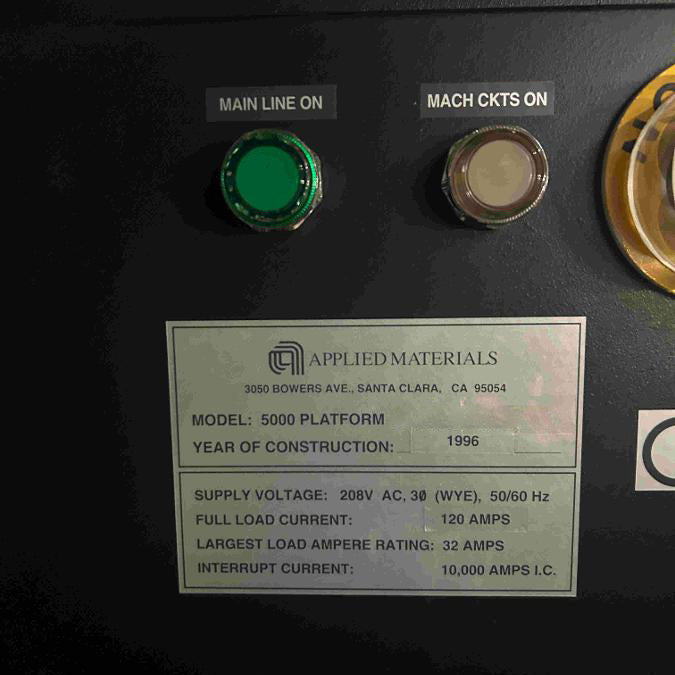 MAIN LINE ON
MACH CKTS ON
APPLIED MATERIALS
3050 BOWERS AVE., SANTA CLARA, CA 95054
MODEL: 5000 PLATFORM
YEAR OF CONSTRUCTION: 1996
SUPPLY VOLTAGE: 208V AC, 3Ø (WYE), 50/60 Hz
FULL LOAD CURRENT: 120 AMPS
LARGEST LOAD AMPERE RATING: 32 AMPS
INTERRUPT CURRENT: 10,000 AMPS I.C.